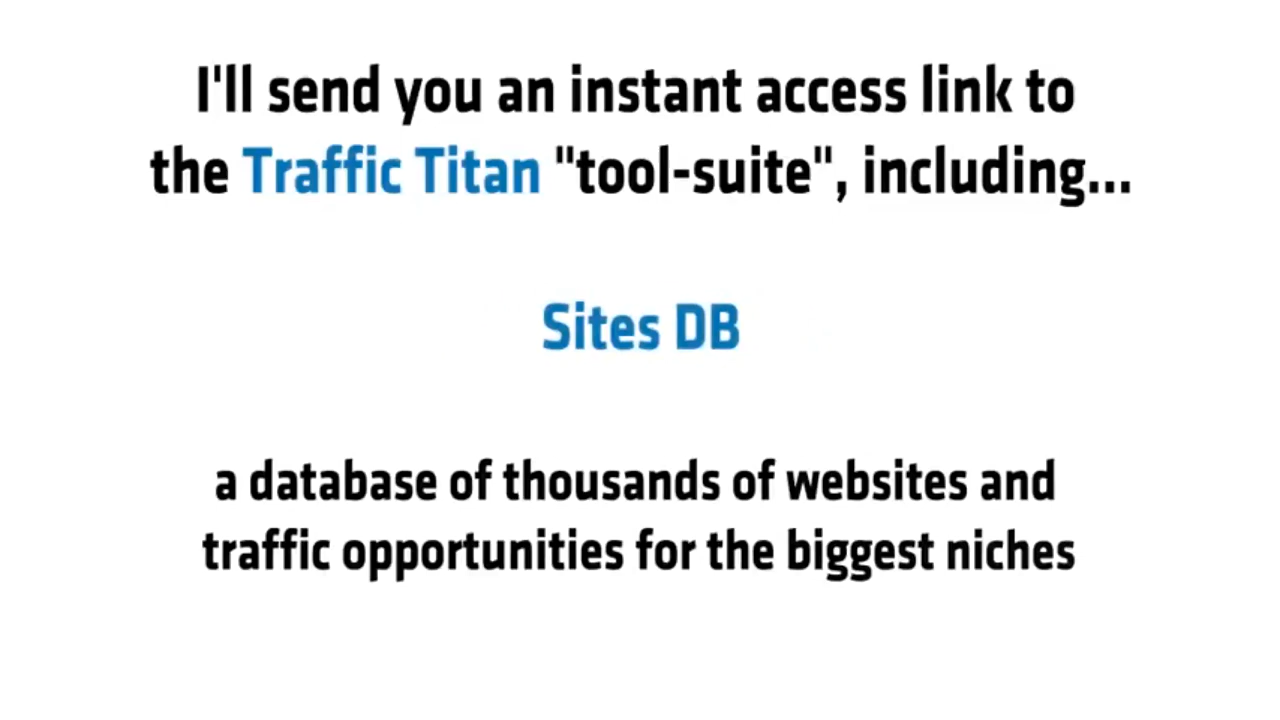 I'll send you an instant access link to
the Traffic Titan "tool-suite", including...
Sites DB
a database of thousands of websites and
traffic opportunities for the biggest niches